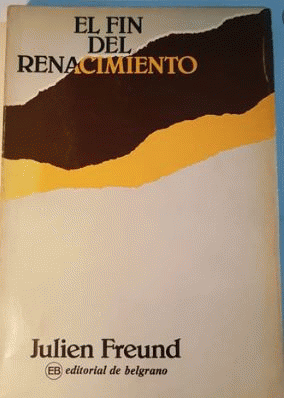 EL FIN
DEL
RENACIMIENTO
Julien Freund
EB editorial de belgrano